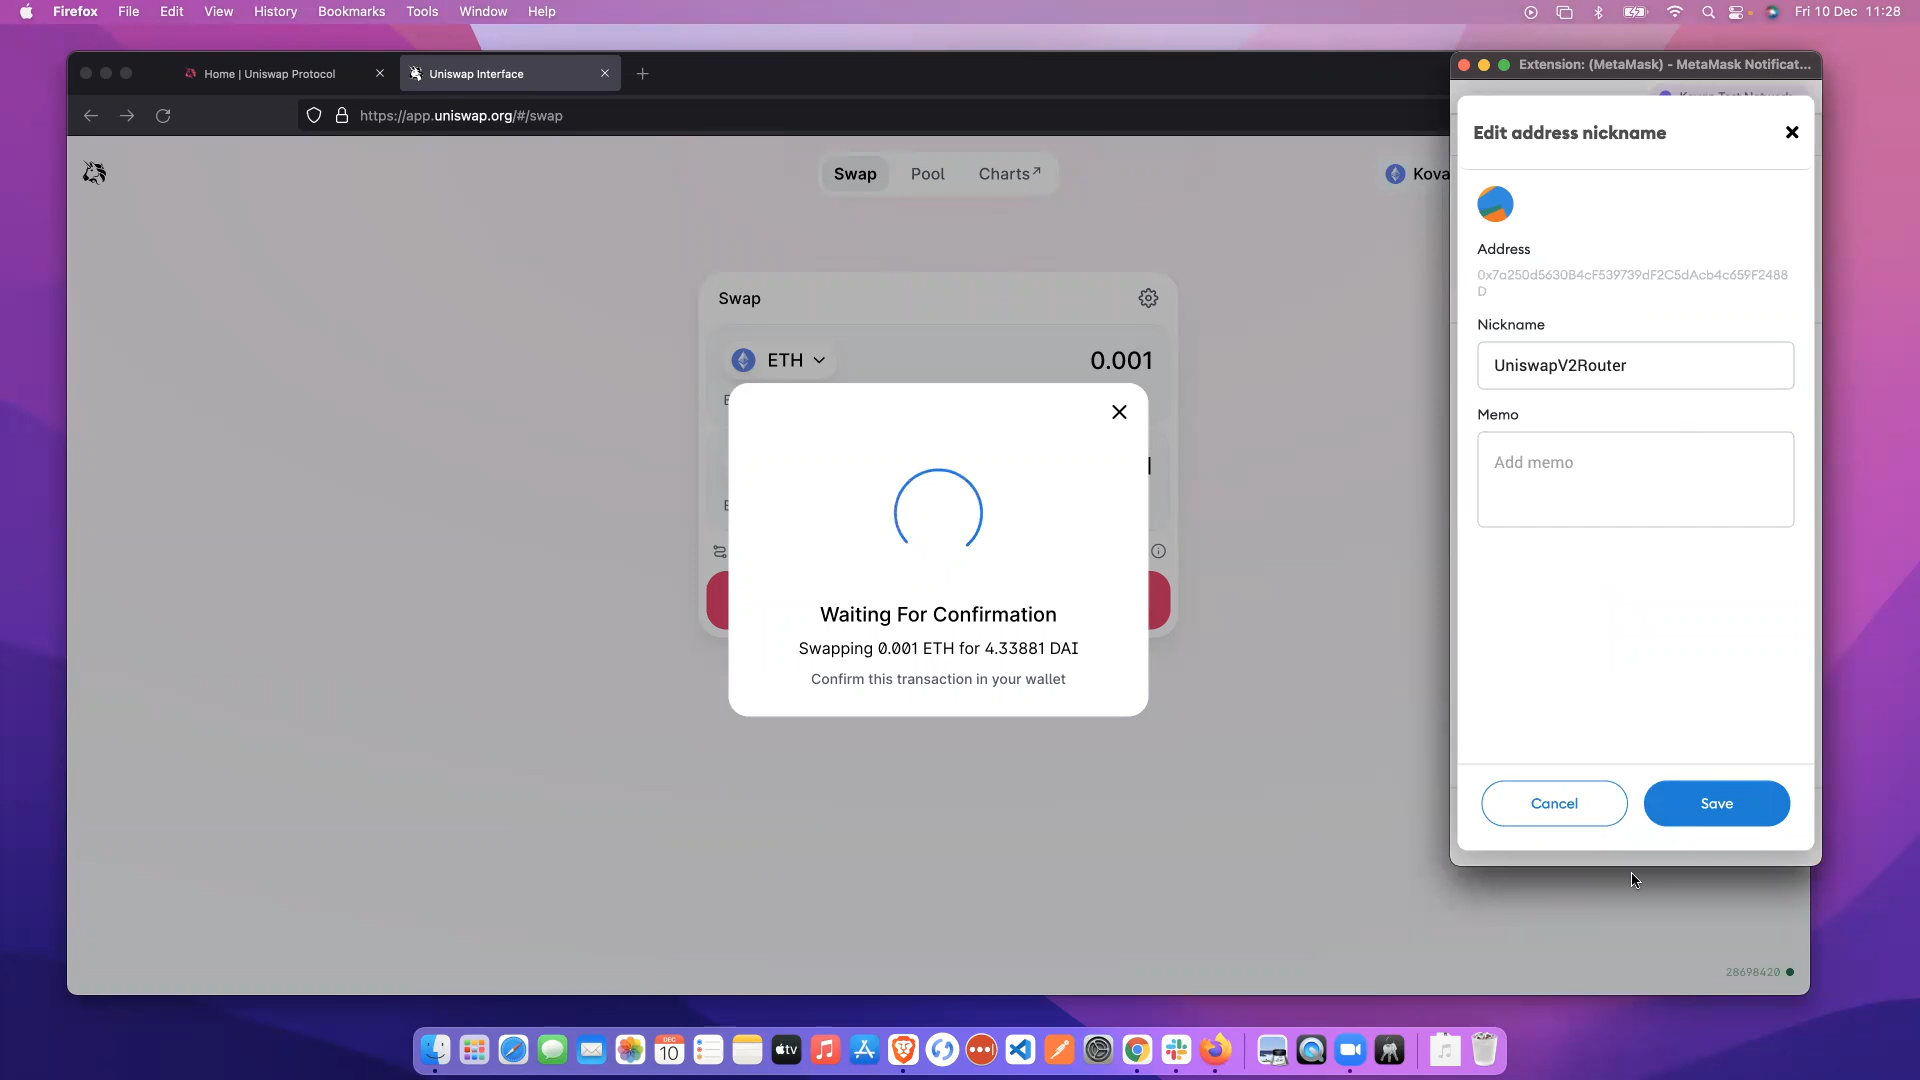 Firefox File Edit View History Bookmarks Tools Window Help
Fri 10 Dec 11:28
Home | Uniswap Protocol
Uniswap Interface
https://app.uniswap.org/#/swap
Swap Pool Charts↗
Kova
Swap
ETH
0.001
Waiting For Confirmation
Swapping 0.001 ETH for 4.33881 DAI
Confirm this transaction in your wallet
28698420
Extension: (MetaMask) - MetaMask Notificat...
Edit address nickname
Address
0x7a250d5630B4cF539739dF2C5dAcb4c659F2488
D
Nickname
UniswapV2Router
Memo
Add memo
Cancel
Save
DEC
10
tv